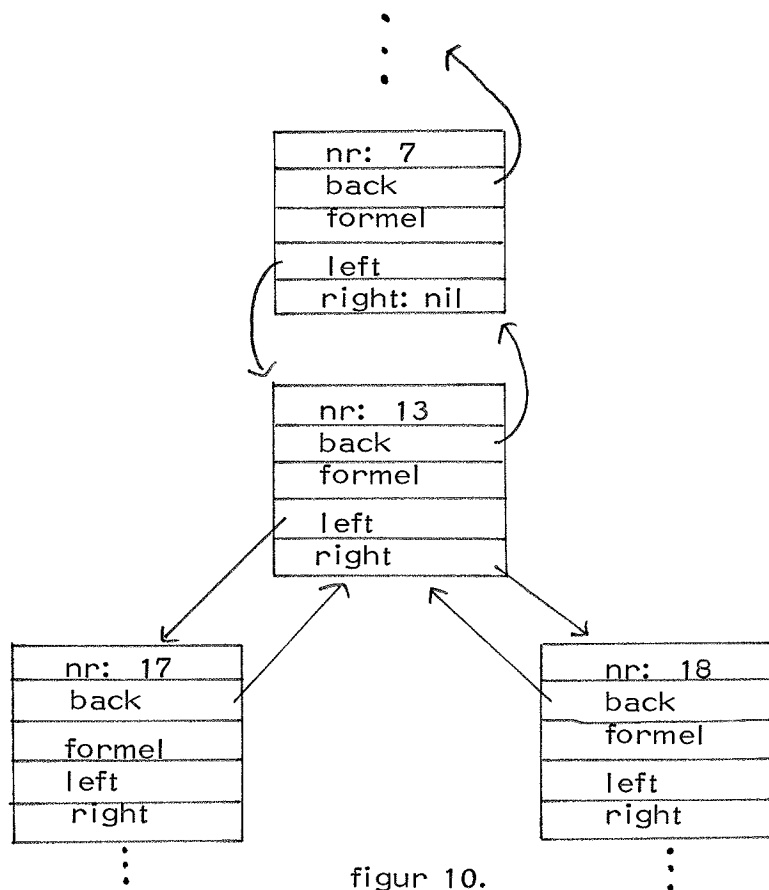 nr: 7
back
formel
left
right: nil
nr: 13
back
formel
left
right
nr: 17
back
formel
left
right
nr: 18
back
formel
left
right
figur 10.